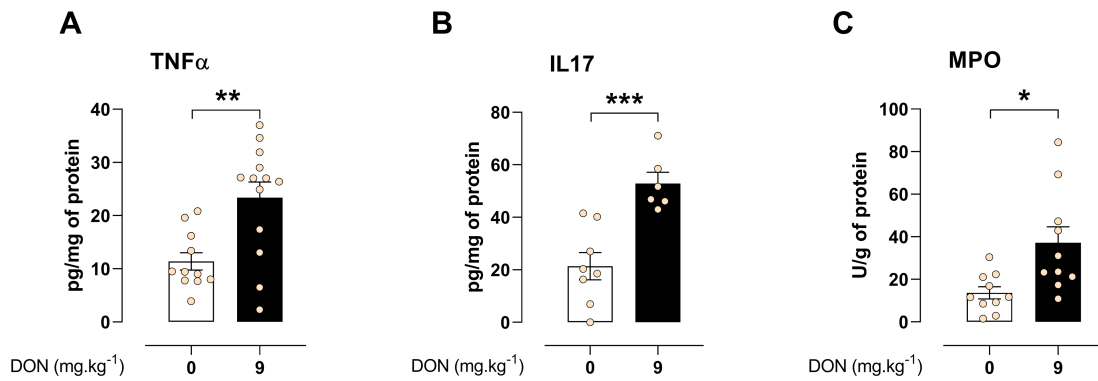 A
B
C
TNFα
IL17
MPO
**
***
*
pg/mg of protein
40
30
20
10
0
pg/mg of protein
80
60
40
20
0
U/g of protein
100
80
60
40
20
0
DON (mg.kg⁻¹) 0 9
DON (mg.kg⁻¹) 0 9
DON (mg.kg⁻¹) 0 9